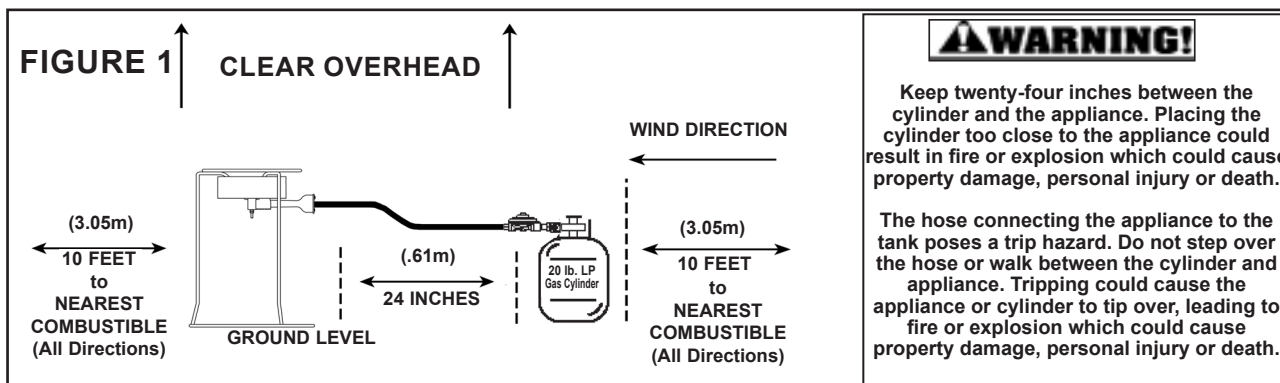 FIGURE 1
CLEAR OVERHEAD
WIND DIRECTION
(3.05m)
10 FEET
to
NEAREST
COMBUSTIBLE
(All Directions)
GROUND LEVEL
(.61m)
24 INCHES
20 lb. LP
Gas Cylinder
(3.05m)
10 FEET
to
NEAREST
COMBUSTIBLE
(All Directions)
WARNING!
Keep twenty-four inches between the
cylinder and the appliance. Placing the
cylinder too close to the appliance could
result in fire or explosion which could cause
property damage, personal injury or death.
The hose connecting the appliance to the
tank poses a trip hazard. Do not step over
the hose or walk between the cylinder and
appliance. Tripping could cause the
appliance or cylinder to tip over, leading to
fire or explosion which could cause
property damage, personal injury or death.